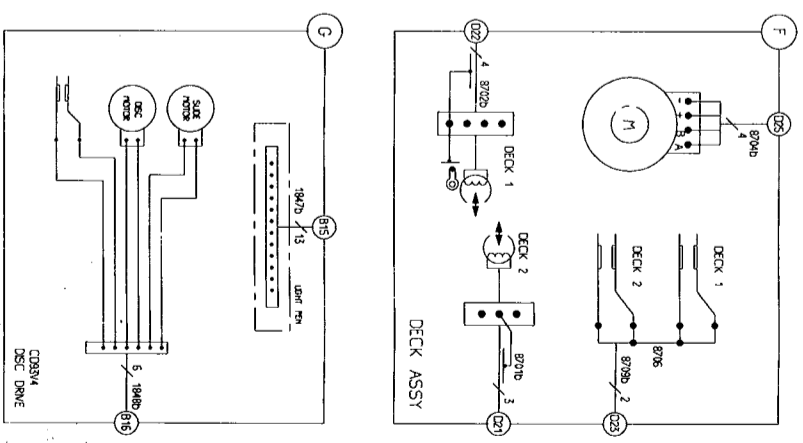 G
SLIDE MOTOR
DISC MOTOR
1847b
13
B15
LIGHT PEN
6
1848b
B16
CD93V4
DISC DRIVE
F
D22
4
8702b
DECK 1
DECK 2
M
-
+
B
A
4
8704b
D25
DECK 1
DECK 2
8706
8709b
2
D23
8701b
3
D21
DECK ASSY